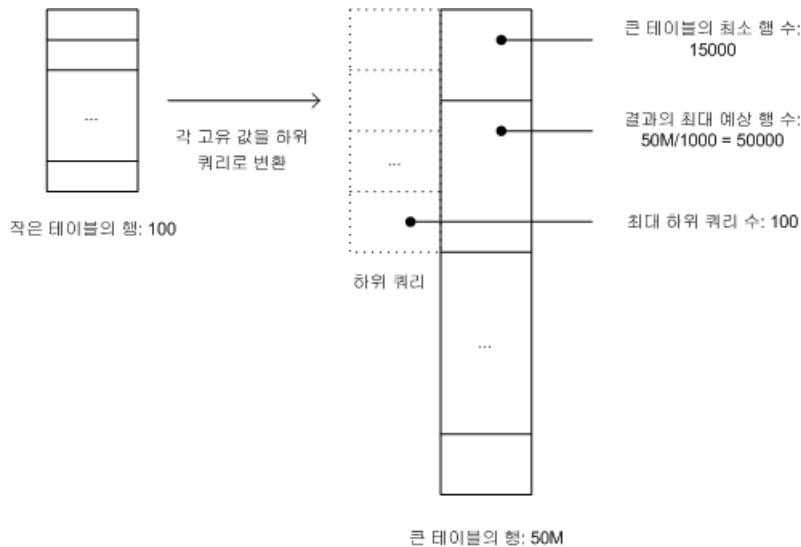 ...
작은 테이블의 행: 100
각 고유 값을 하위
쿼리로 변환
...
하위 쿼리
...
큰 테이블의 행: 50M
큰 테이블의 최소 행 수:
15000
결과의 최대 예상 행 수:
50M/1000 = 50000
최대 하위 쿼리 수: 100